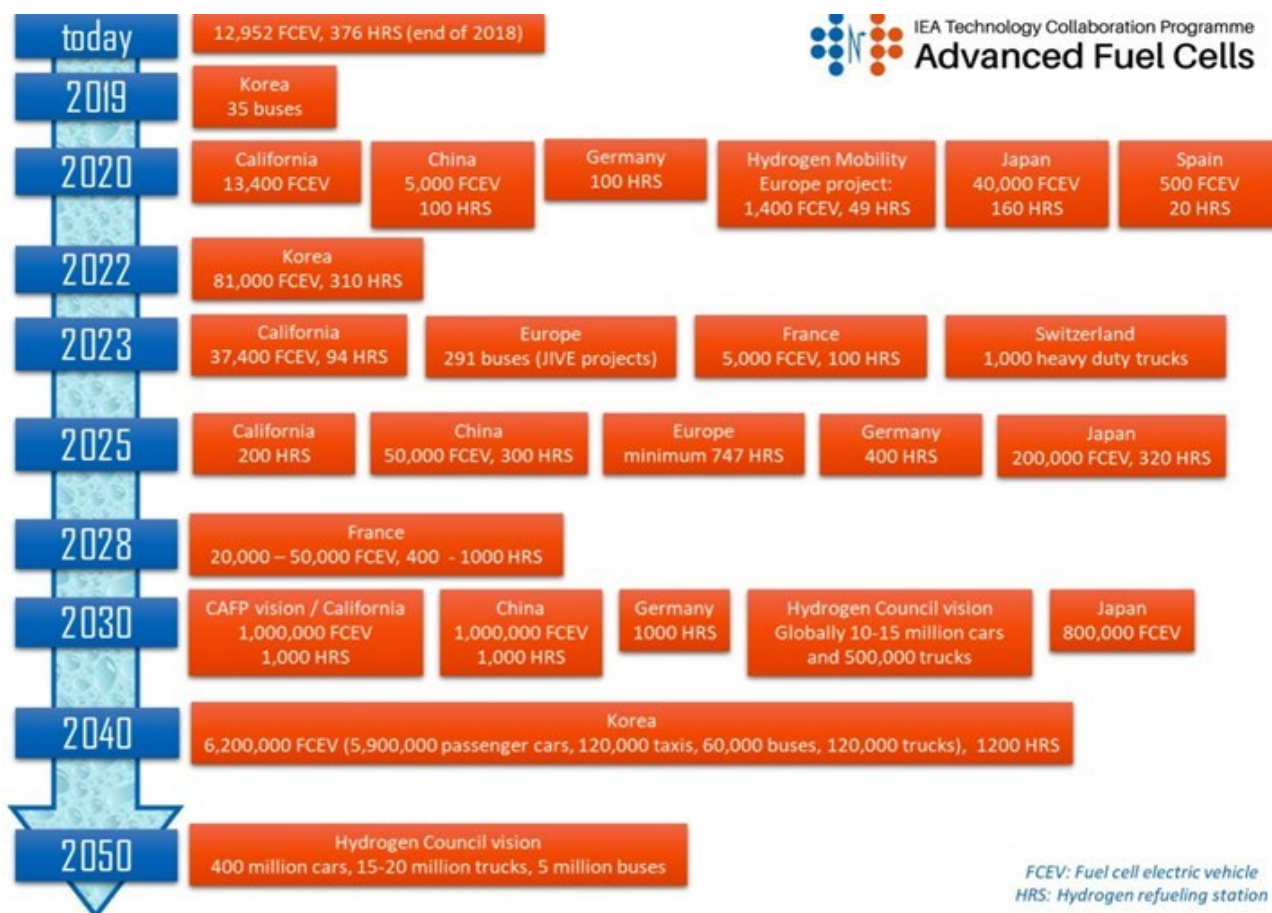 today
12,952 FCEV, 376 HRS (end of 2018)
IEA Technology Collaboration Programme
Advanced Fuel Cells
2019
Korea
35 buses
2020
California
13,400 FCEV
China
5,000 FCEV
100 HRS
Germany
100 HRS
Hydrogen Mobility
Europe project:
1,400 FCEV, 49 HRS
Japan
40,000 FCEV
160 HRS
Spain
500 FCEV
20 HRS
2022
Korea
81,000 FCEV, 310 HRS
2023
California
37,400 FCEV, 94 HRS
Europe
291 buses (JIVE projects)
France
5,000 FCEV, 100 HRS
Switzerland
1,000 heavy duty trucks
2025
California
200 HRS
China
50,000 FCEV, 300 HRS
Europe
minimum 747 HRS
Germany
400 HRS
Japan
200,000 FCEV, 320 HRS
2028
France
20,000 – 50,000 FCEV, 400 - 1000 HRS
2030
CAFP vision / California
1,000,000 FCEV
1,000 HRS
China
1,000,000 FCEV
1,000 HRS
Germany
1000 HRS
Hydrogen Council vision
Globally 10-15 million cars
and 500,000 trucks
Japan
800,000 FCEV
2040
Korea
6,200,000 FCEV (5,900,000 passenger cars, 120,000 taxis, 60,000 buses, 120,000 trucks), 1200 HRS
2050
Hydrogen Council vision
400 million cars, 15-20 million trucks, 5 million buses
FCEV: Fuel cell electric vehicle
HRS: Hydrogen refueling station